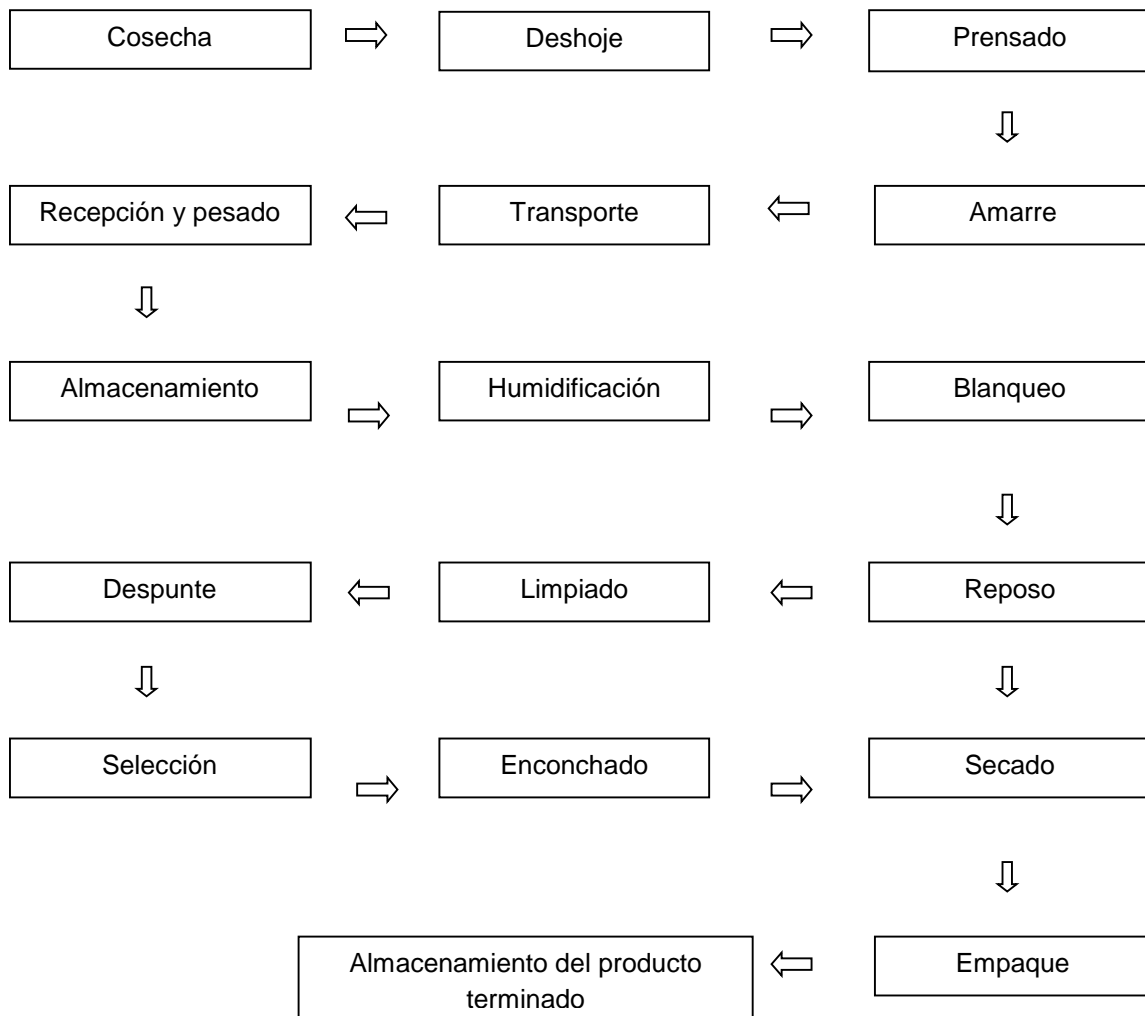 Cosecha
Deshoje
Prensado
Recepción y pesado
Transporte
Amarre
Almacenamiento
Humidificación
Blanqueo
Despunte
Limpiado
Reposo
Selección
Enconchado
Secado
Almacenamiento del producto
terminado
Empaque